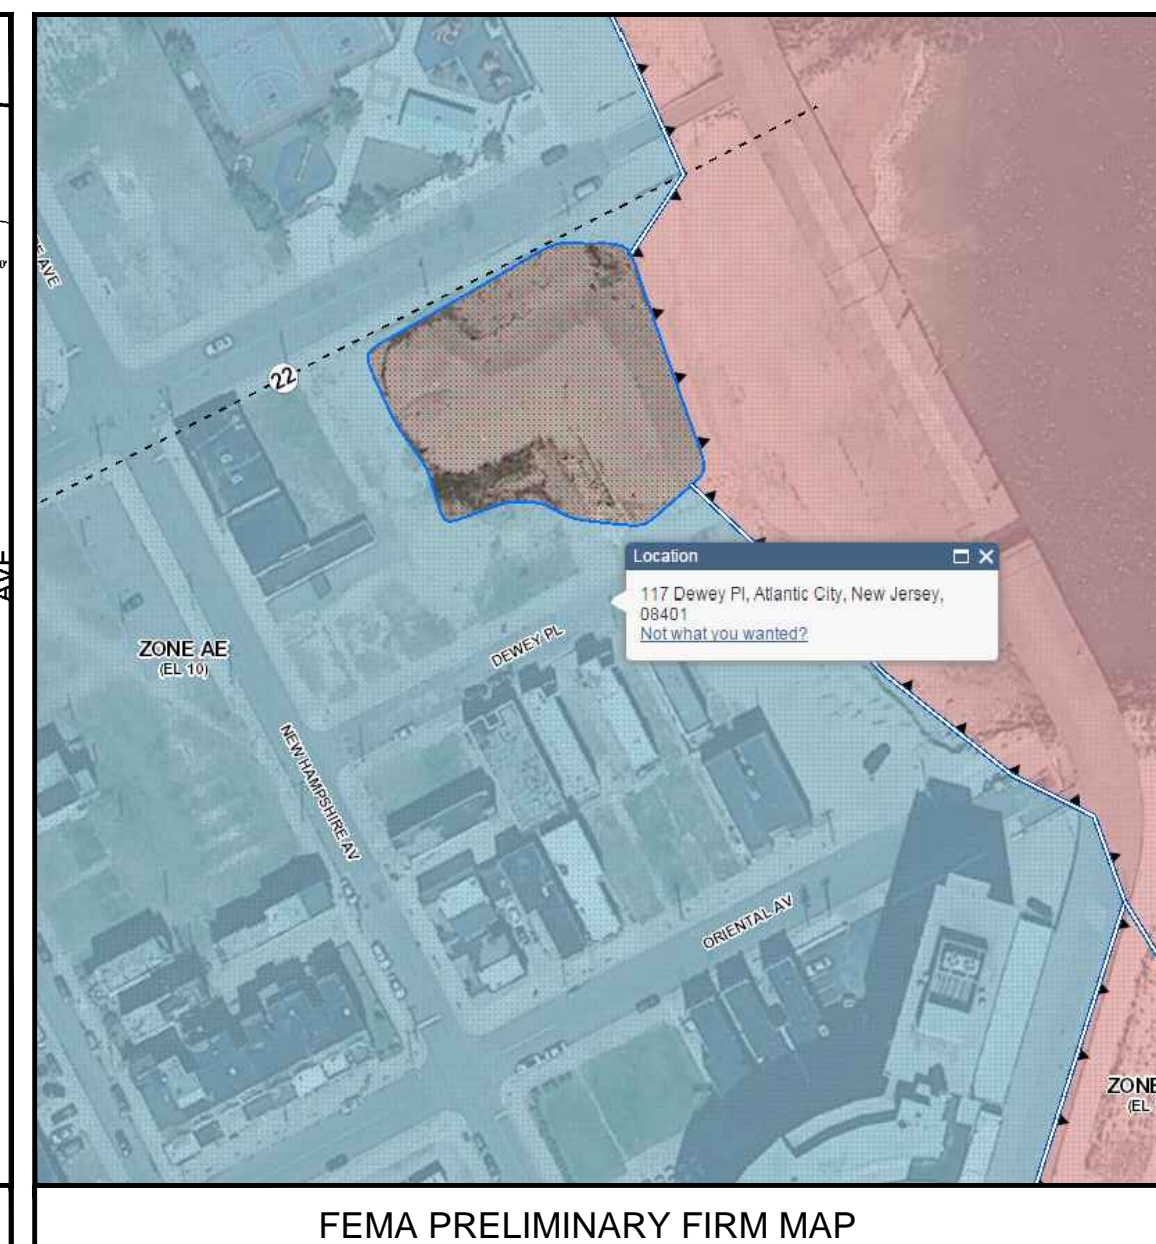 E AVE
22
AVE
Location
117 Dewey Pl, Atlantic City, New Jersey,
08401
Not what you wanted?
DEWEY PL
ZONE AE
(EL 10)
NEW HAMPSHIRE AV
ORIENTAL AV
ZONE
(EL
FEMA PRELIMINARY FIRM MAP